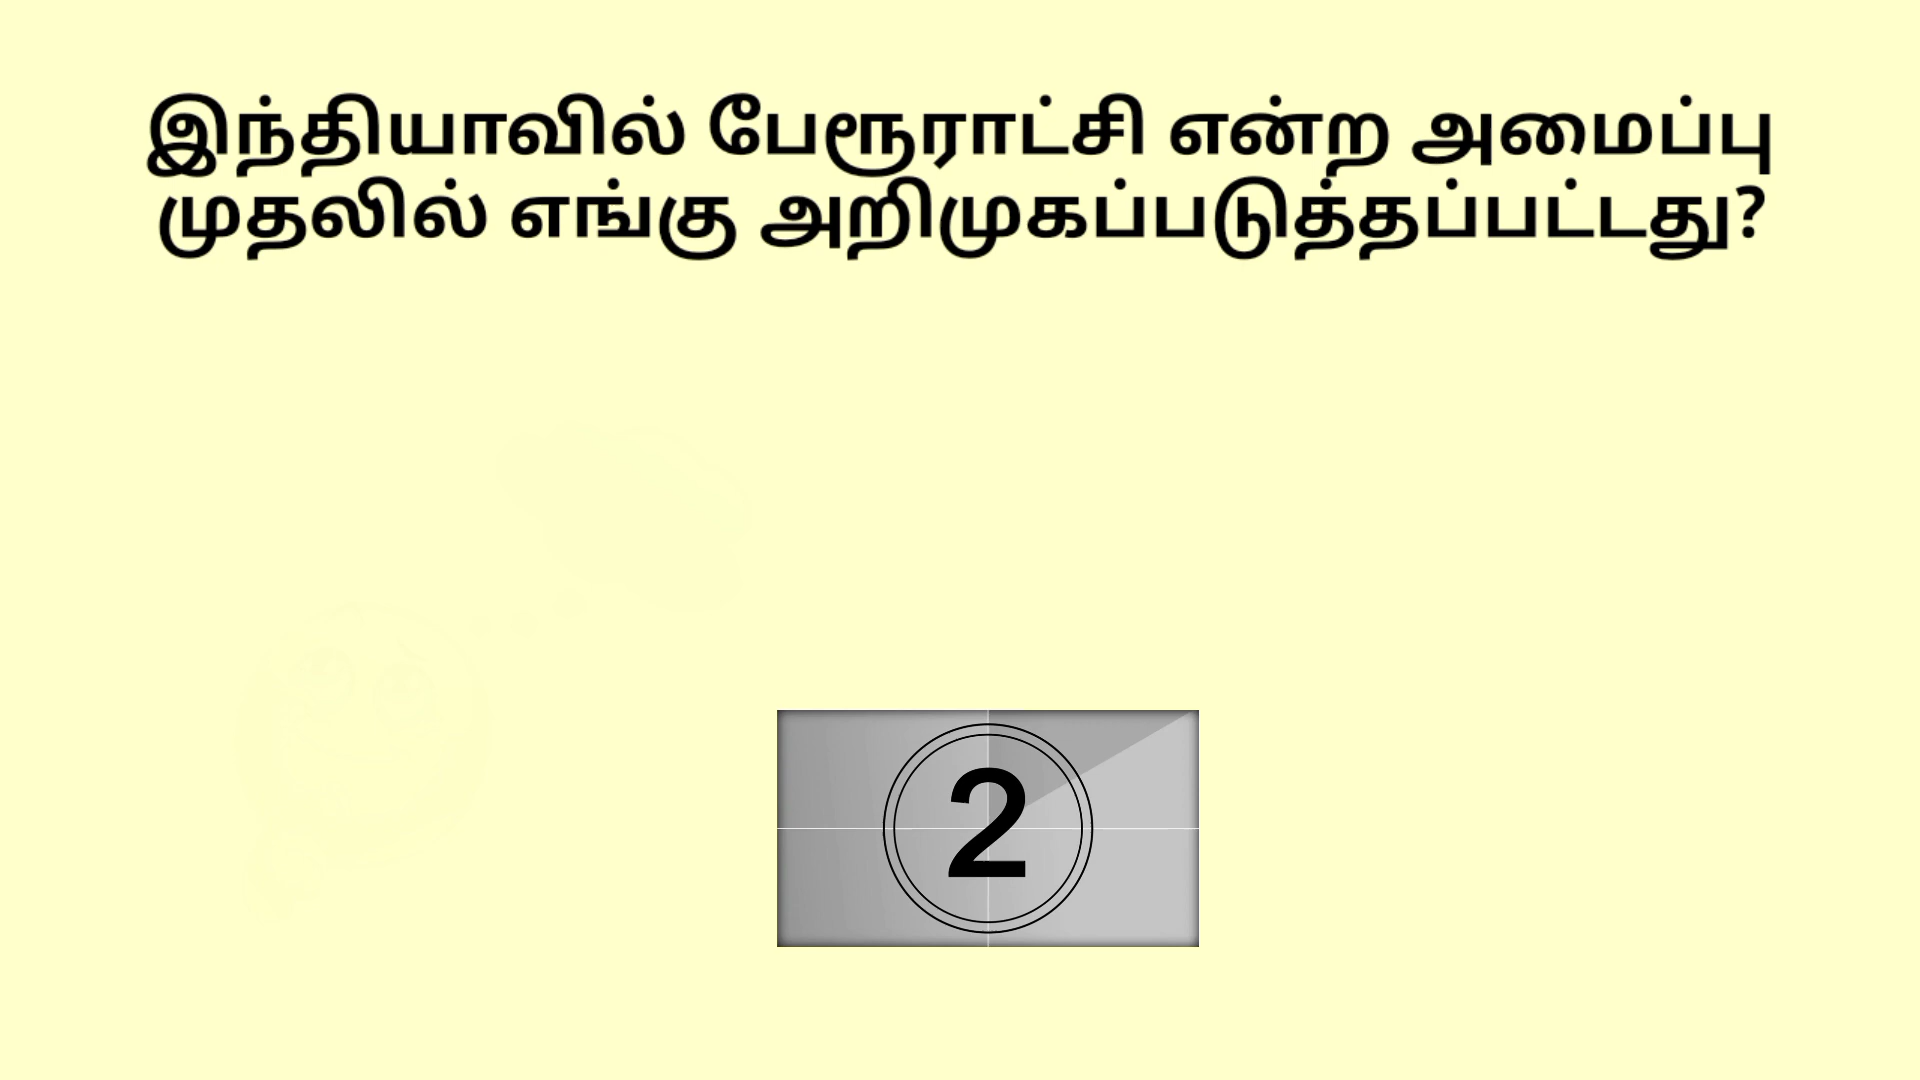 இந்தியாவில் பேரூராட்சி என்ற அமைப்பு
முதலில் எங்கு அறிமுகப்படுத்தப்பட்டது?
2